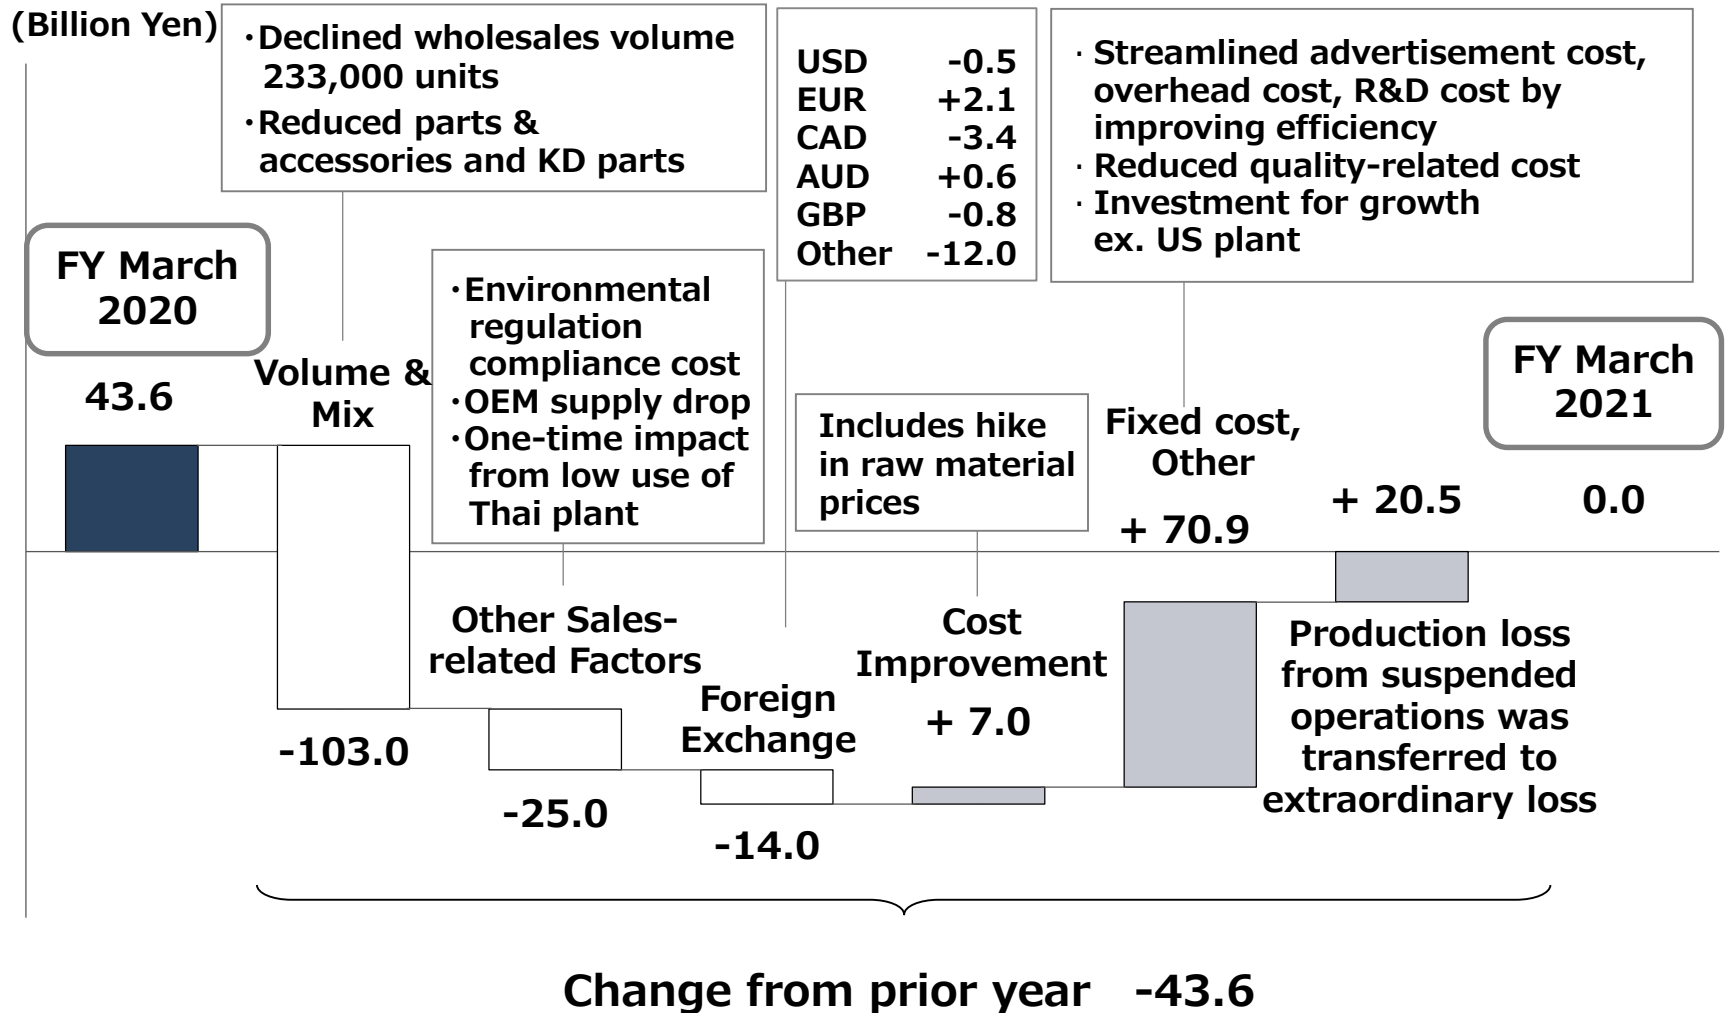 (Billion Yen)
・Declined wholesales volume
233,000 units
・Reduced parts &
accessories and KD parts
USD -0.5
EUR +2.1
CAD -3.4
AUD +0.6
GBP -0.8
Other -12.0
· Streamlined advertisement cost,
overhead cost, R&D cost by
improving efficiency
· Reduced quality-related cost
· Investment for growth
ex. US plant
FY March
2020
43.6
Volume &
Mix
-103.0
・Environmental
regulation
compliance cost
・OEM supply drop
・One-time impact
from low use of
Thai plant
Other Sales-
related Factors
-25.0
Foreign
Exchange
-14.0
Includes hike
in raw material
prices
Cost
Improvement
+ 7.0
Fixed cost,
Other
+ 70.9
+ 20.5
Production loss
from suspended
operations was
transferred to
extraordinary loss
FY March
2021
0.0
Change from prior year -43.6